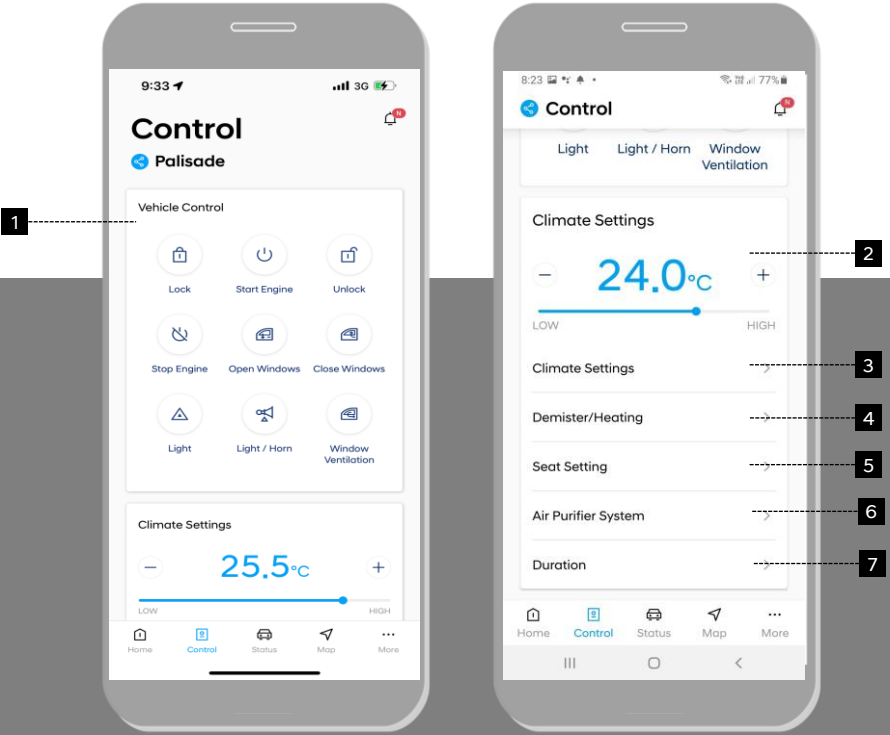 9:33
3G
Control
N
Palisade
1
Vehicle Control
Lock
Start Engine
Unlock
Stop Engine
Open Windows
Close Windows
Light
Light / Horn
Window
Ventilation
Climate Settings
25.5°C
LOW
HIGH
Home
Control
Status
Map
More
8:23
77%
Control
N
Light
Light / Horn
Window
Ventilation
Climate Settings
2
24.0°C
LOW
HIGH
Climate Settings
3
Demister/Heating
4
Seat Setting
5
Air Purifier System
6
Duration
7
Home
Control
Status
Map
More